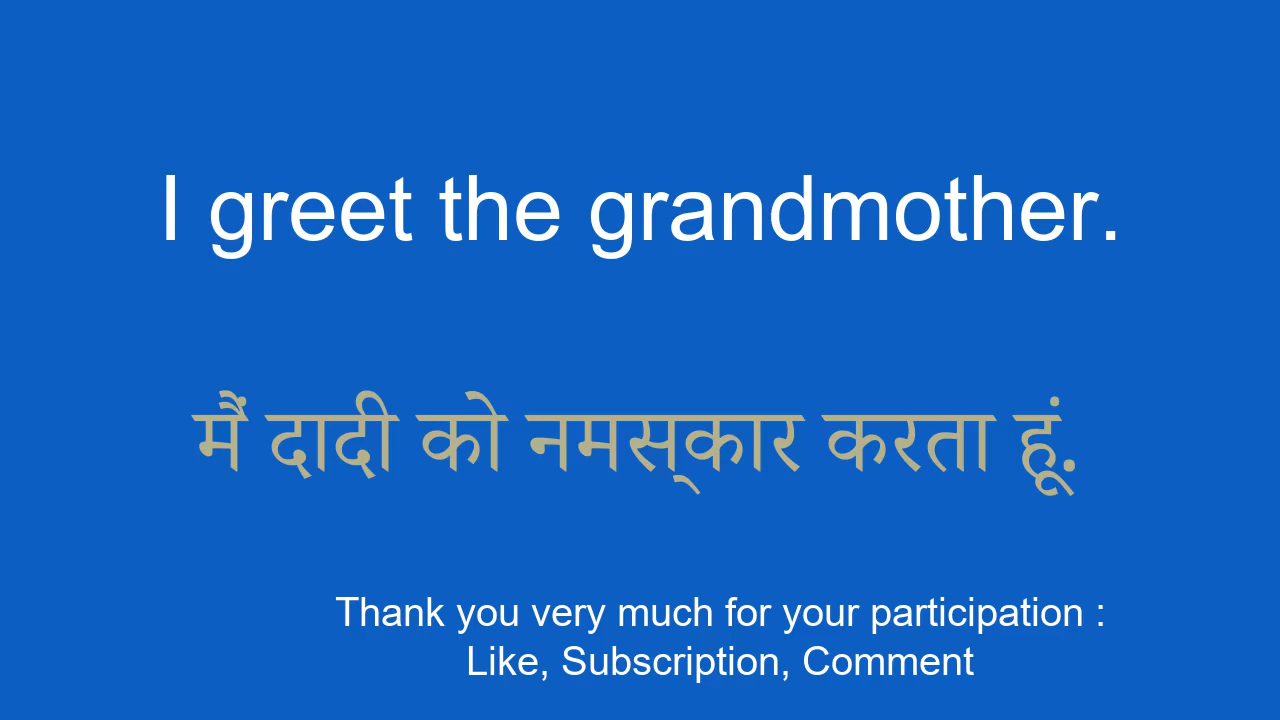 I greet the grandmother.
मैं दादी को नमस्कार करता हूं.
Thank you very much for your participation :
Like, Subscription, Comment